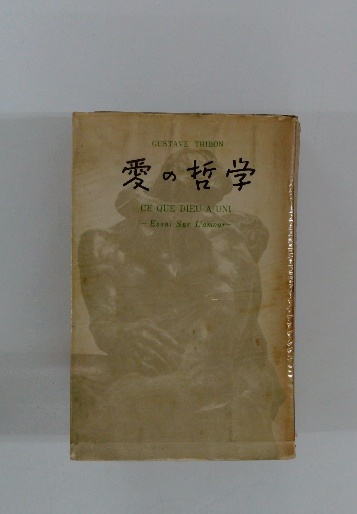 GUSTAVE THIBON
愛の哲学
CE QUE DIEU A UNI
—Essai Sur L'amour—